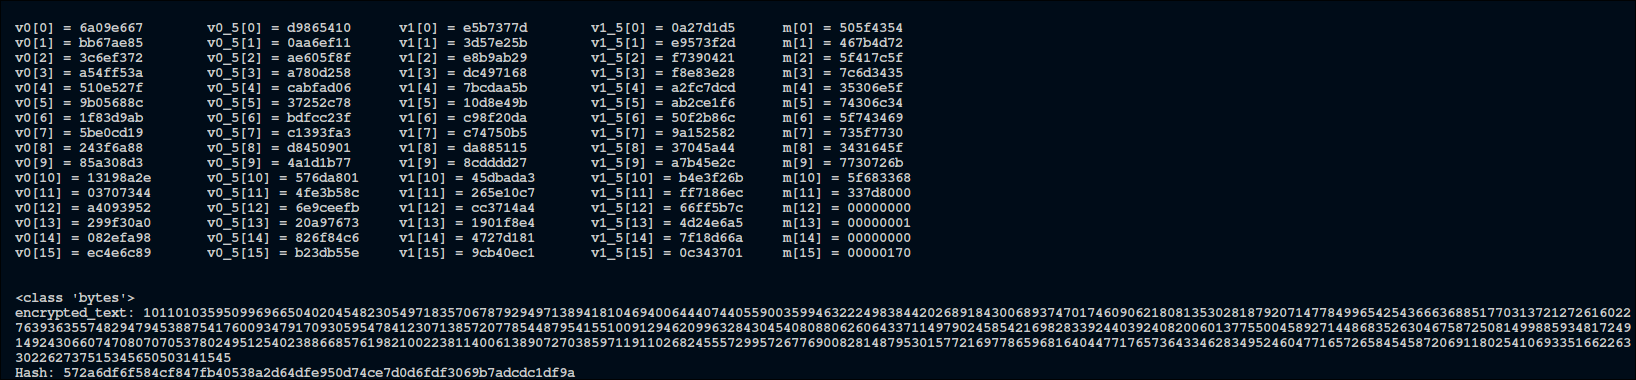 v0[0] = 6a09e667 v0_5[0] = d9865410 v1[0] = e5b7377d v1_5[0] = 0a27d1d5 m[0] = 505f4354
v0[1] = bb67ae85 v0_5[1] = 0aa6ef11 v1[1] = 3d57e25b v1_5[1] = e9573f2d m[1] = 467b4d72
v0[2] = 3c6ef372 v0_5[2] = ae605f8f v1[2] = e8b9ab29 v1_5[2] = f7390421 m[2] = 5f417c5f
v0[3] = a54ff53a v0_5[3] = a780d258 v1[3] = dc497168 v1_5[3] = f8e83e28 m[3] = 7c6d3435
v0[4] = 510e527f v0_5[4] = cabfad06 v1[4] = 7bcdaa5b v1_5[4] = a2fc7dcd m[4] = 35306e5f
v0[5] = 9b05688c v0_5[5] = 37252c78 v1[5] = 10d8e49b v1_5[5] = ab2ce1f6 m[5] = 74306c34
v0[6] = 1f83d9ab v0_5[6] = bdfcc23f v1[6] = c98f20da v1_5[6] = 50f2b86c m[6] = 5f743469
v0[7] = 5be0cd19 v0_5[7] = c1393fa3 v1[7] = c74750b5 v1_5[7] = 9a152582 m[7] = 735f7730
v0[8] = 243f6a88 v0_5[8] = d8450901 v1[8] = da885115 v1_5[8] = 37045a44 m[8] = 3431645f
v0[9] = 85a308d3 v0_5[9] = 4a1d1b77 v1[9] = 8cdddd27 v1_5[9] = a7b45e2c m[9] = 7730726b
v0[10] = 13198a2e v0_5[10] = 576da801 v1[10] = 45dbada3 v1_5[10] = b4e3f26b m[10] = 5f683368
v0[11] = 03707344 v0_5[11] = 4fe3b58c v1[11] = 265e10c7 v1_5[11] = ff7186ec m[11] = 337d8000
v0[12] = a4093952 v0_5[12] = 6e9ceefb v1[12] = cc3714a4 v1_5[12] = 66ff5b7c m[12] = 00000000
v0[13] = 299f30a0 v0_5[13] = 20a97673 v1[13] = 1901f8e4 v1_5[13] = 4d24e6a5 m[13] = 00000001
v0[14] = 082efa98 v0_5[14] = 826f84c6 v1[14] = 4727d181 v1_5[14] = 7f18d66a m[14] = 00000000
v0[15] = ec4e6c89 v0_5[15] = b23db55e v1[15] = 9cb40ec1 v1_5[15] = 0c343701 m[15] = 00000170
<class 'bytes'>
encrypted_text: 10110103595099696650402045482305497183570678792949713894181046940064440744055900359946322249838442026891843006893747017460906218081353028187920714778499654254366636885177031372127261602
27639363557482947945388754176009347917093059547841230713857207785448795415510091294620996328430454080880626064337114979024585421698283392440392408200601377550045892714486835263046758725081499885934817249
14924306607470807070537802495125402388668576198210022381140061389072703859711911026824555729957267769008281487953015772169778659681640447717657364334628349524604771657265845458720691180254106933516622 63
302262737515345650503141545
Hash: 572a6df6f584cf847fb40538a2d64dfe950d74ce7d0d6fdf3069b7adcdc1df9a